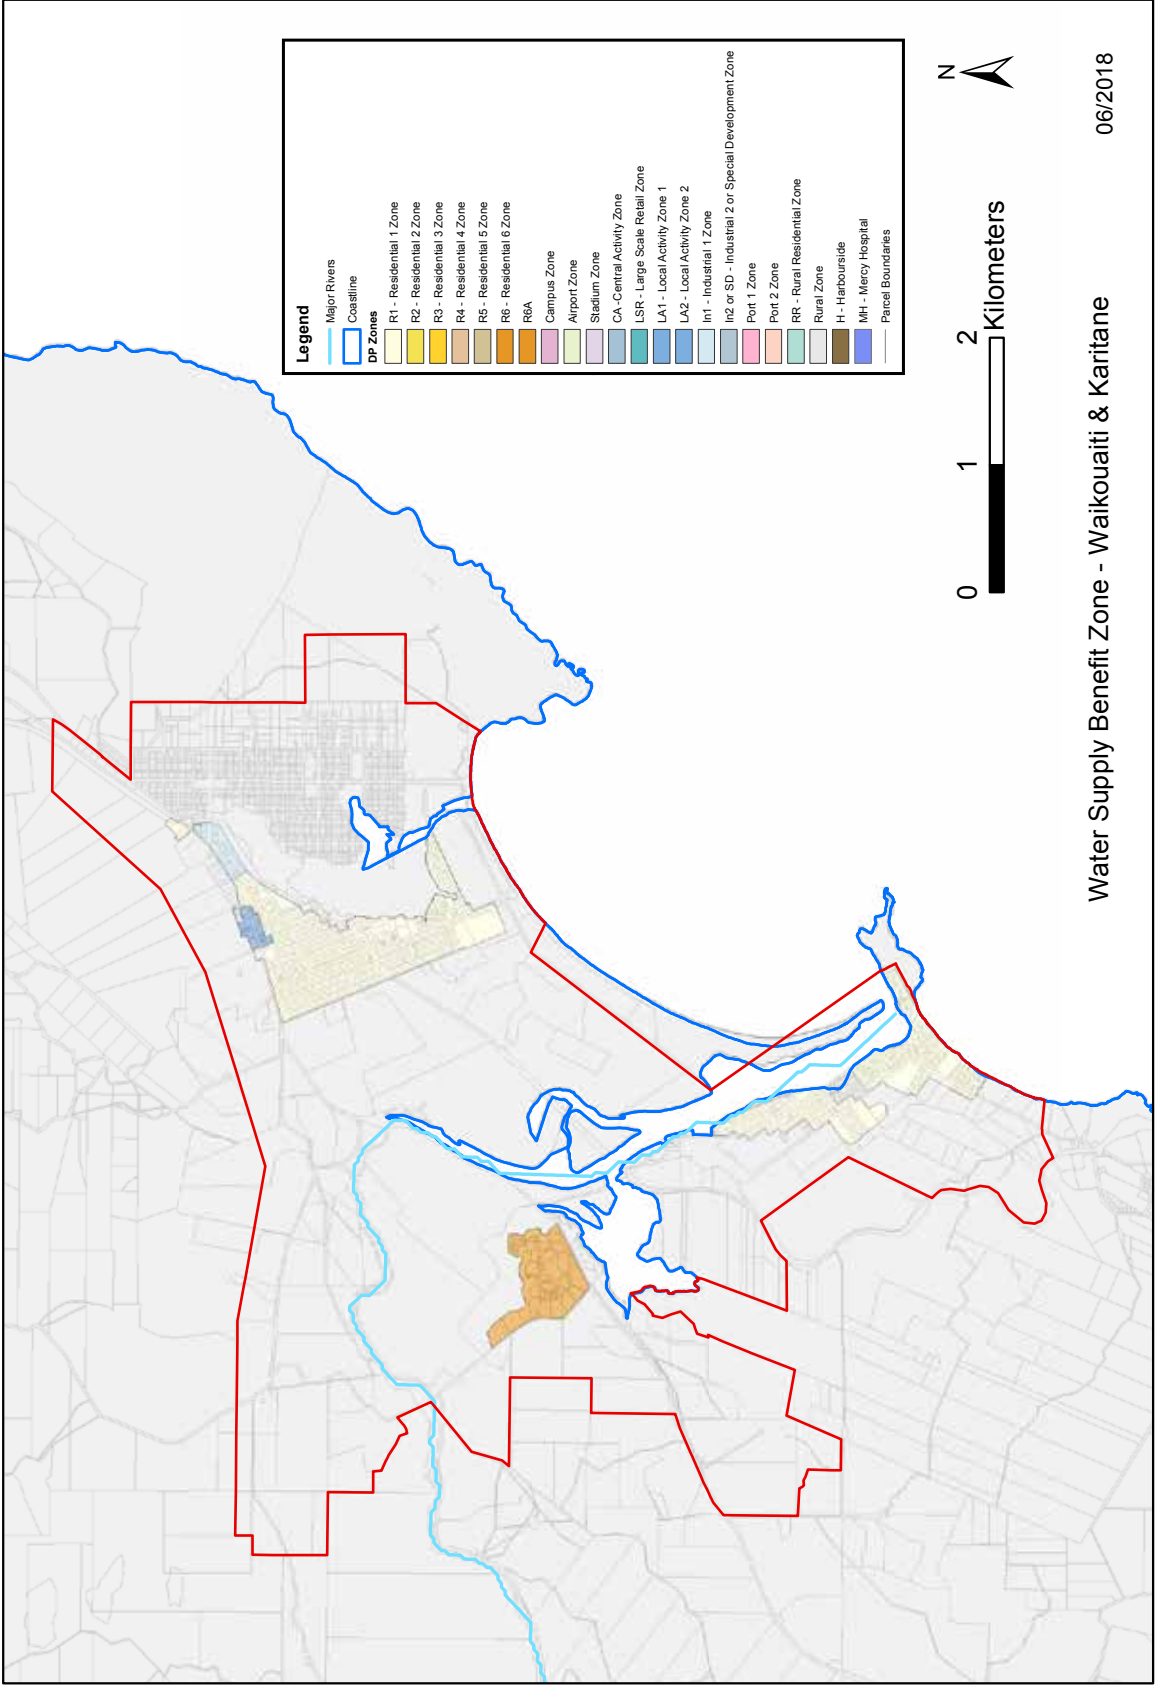 Legend
Major Rivers
Coastline
DP Zones
R1 - Residential 1 Zone
R2 - Residential 2 Zone
R3 - Residential 3 Zone
R4 - Residential 4 Zone
R5 - Residential 5 Zone
R6 - Residential 6 Zone
R6A
Campus Zone
Airport Zone
Stadium Zone
CA -Central Activity Zone
LSR - Large Scale Retail Zone
LA1 - Local Activity Zone 1
LA2 - Local Activity Zone 2
In1 - Industrial 1 Zone
In2 or SD - Industrial 2 or Special Development Zone
Port 1 Zone
Port 2 Zone
RR - Rural Residential Zone
Rural Zone
H - Harbourside
MH - Mercy Hospital
Parcel Boundaries
N
0 1 2
Kilometers
Water Supply Benefit Zone - Waikouaiti & Karitane
06/2018